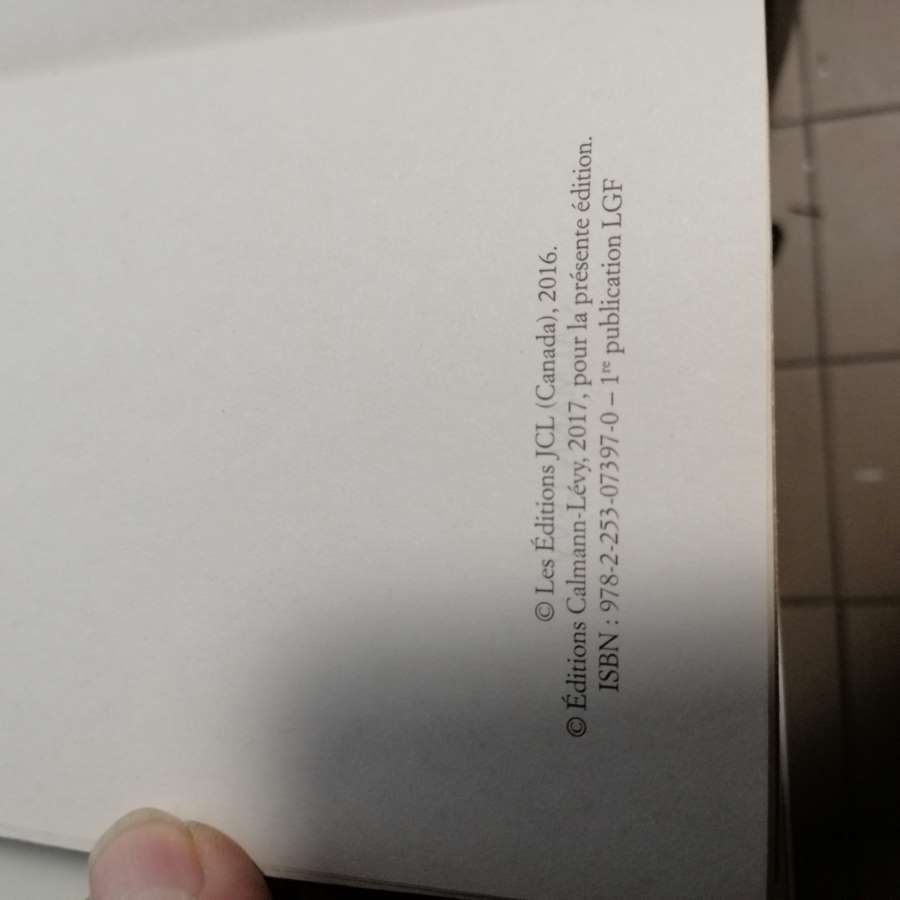 © Les Éditions JCL (Canada), 2016.
© Éditions Calmann-Lévy, 2017, pour la présente édition.
ISBN : 978-2-253-07397-0 – 1re publication LGF